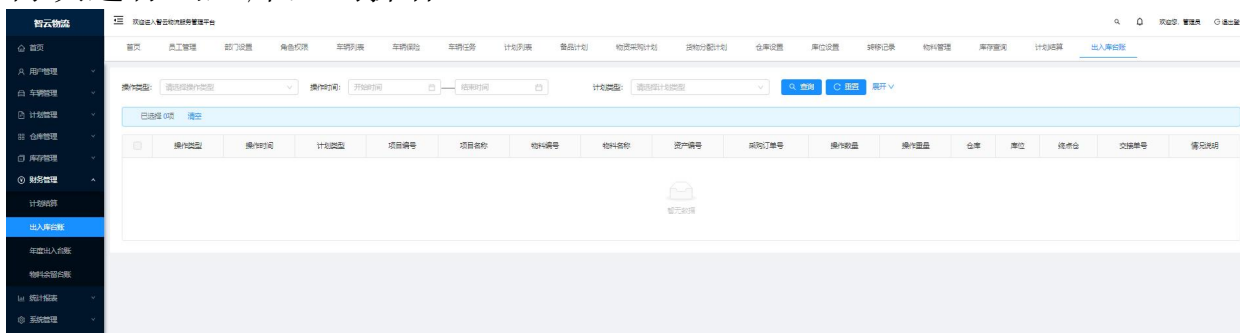 智云物流
欢迎进入智云物流服务管理平台
欢迎您, 管理员
首页 员工管理 部门设置 角色权限 车辆列表 车辆保险 车辆任务 计划列表 备品计划 物资采购计划 货物分配计划 仓库设置 库位设置 转移记录 物料管理 库存查询 计划结算 出入库台账
首页
用户管理
车辆管理
计划管理
仓库管理
库存管理
财务管理
计划结算
出入库台账
年度出入台账
物料余留台账
统计报表
系统管理
操作类型: 请选择操作类型 操作时间: 开始时间 结束时间 计划类型: 请选择计划类型 查询 重置 展开
已选择 0项 清空
操作类型 操作时间 计划类型 项目编号 项目名称 物料编号 物料名称 资产编号 采购订单号 操作数量 操作重量 仓库 库位 终点仓 交接单号 情况说明
暂无数据